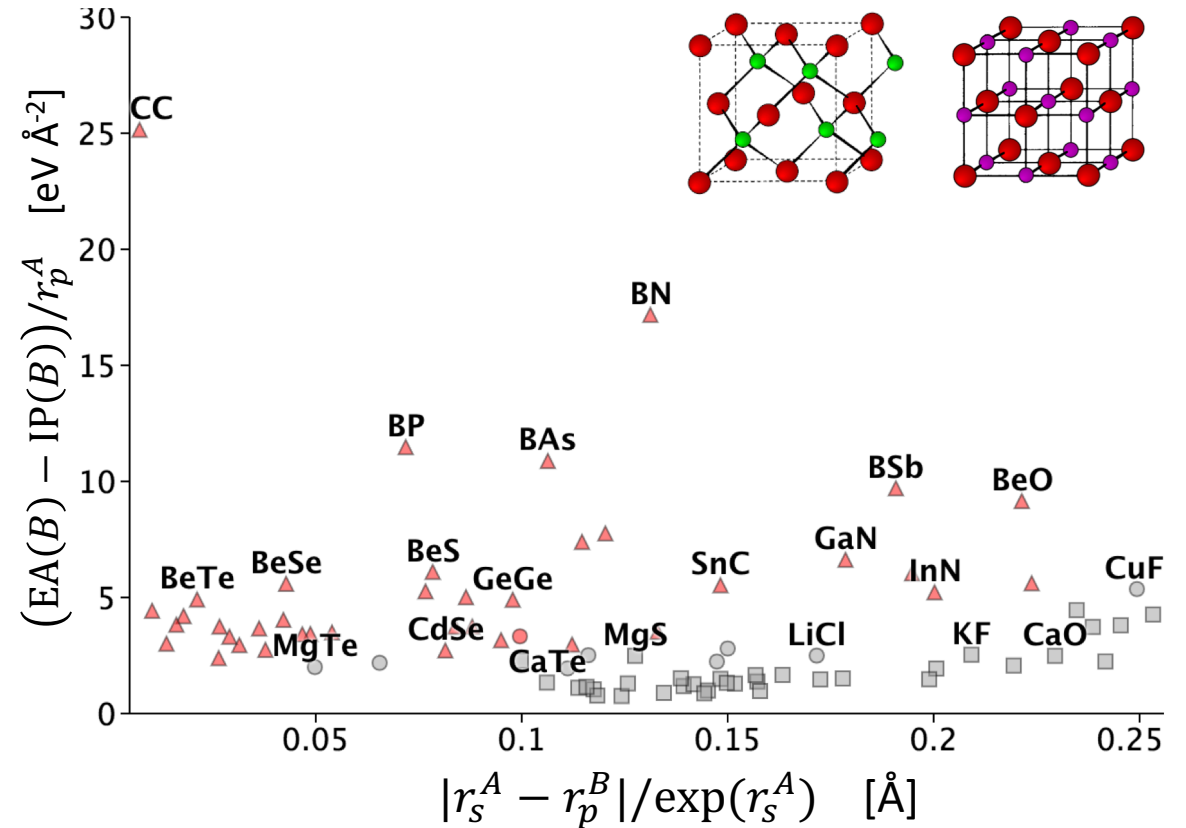 30
CC
25
20
BN
15
BP
BAs
BSb
BeO
10
GaN
BeS
SnC
CuF
BeSe
InN
BeTe
GeGe
5
CdSe
MgS
LiCl
KF
CaO
MgTe
CaTe
0
0.05
0.1
0.15
0.2
0.25
(EA(B) − IP(B))/r_p^A [eV Å⁻²]
|r_s^A − r_p^B|/exp(r_s^A) [Å]